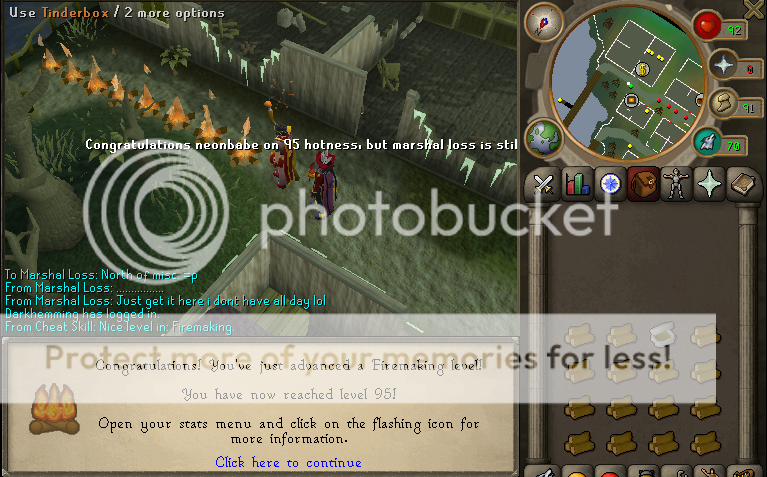 Use Tinderbox / 2 more options
92
0
91
70
Congratulations neonbabe on 95 hotness, but marshal loss is stil
photobucket
To Marshal Loss: North of misc =p
From Marshal Loss: ...............
From Marshal Loss: Just get it here i dont have all day lol
Darkhemming has logged in.
From Cheat Skill: Nice level in: Firemaking.
Protect more of your memories for less!
Congratulations! You've just advanced a Firemaking level!
You have now reached level 95!
Open your stats menu and click on the flashing icon for
more information.
Click here to continue